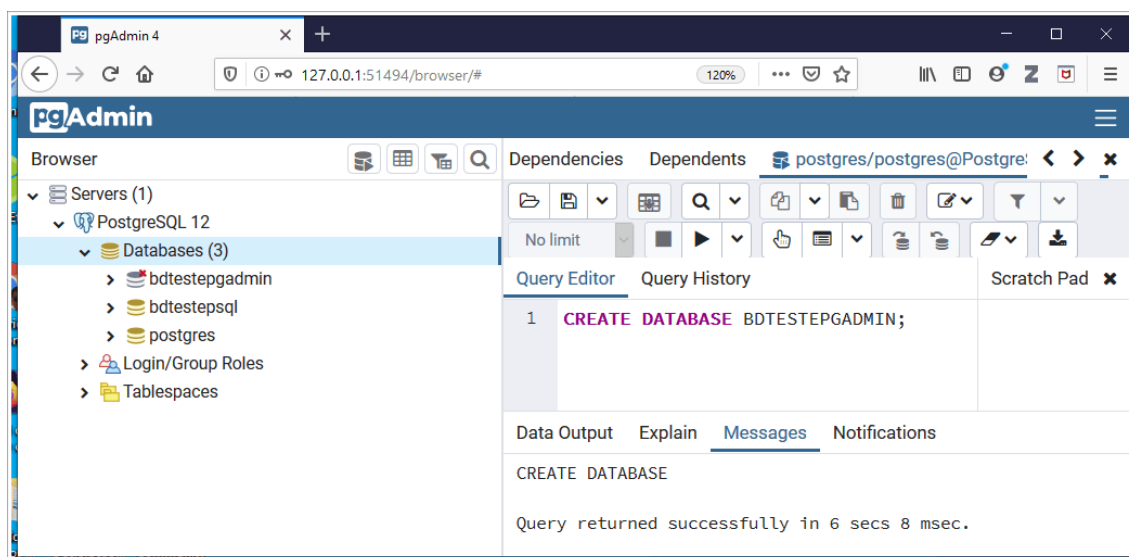 pgAdmin 4
127.0.0.1:51494/browser/#
120%
pgAdmin
Browser
Servers (1)
PostgreSQL 12
Databases (3)
bdtestepgadmin
bdtestepsql
postgres
Login/Group Roles
Tablespaces
Dependencies Dependents postgres/postgres@Postgre
No limit
Query Editor Query History Scratch Pad
1 CREATE DATABASE BDTESTEPGADMIN;
Data Output Explain Messages Notifications
CREATE DATABASE
Query returned successfully in 6 secs 8 msec.